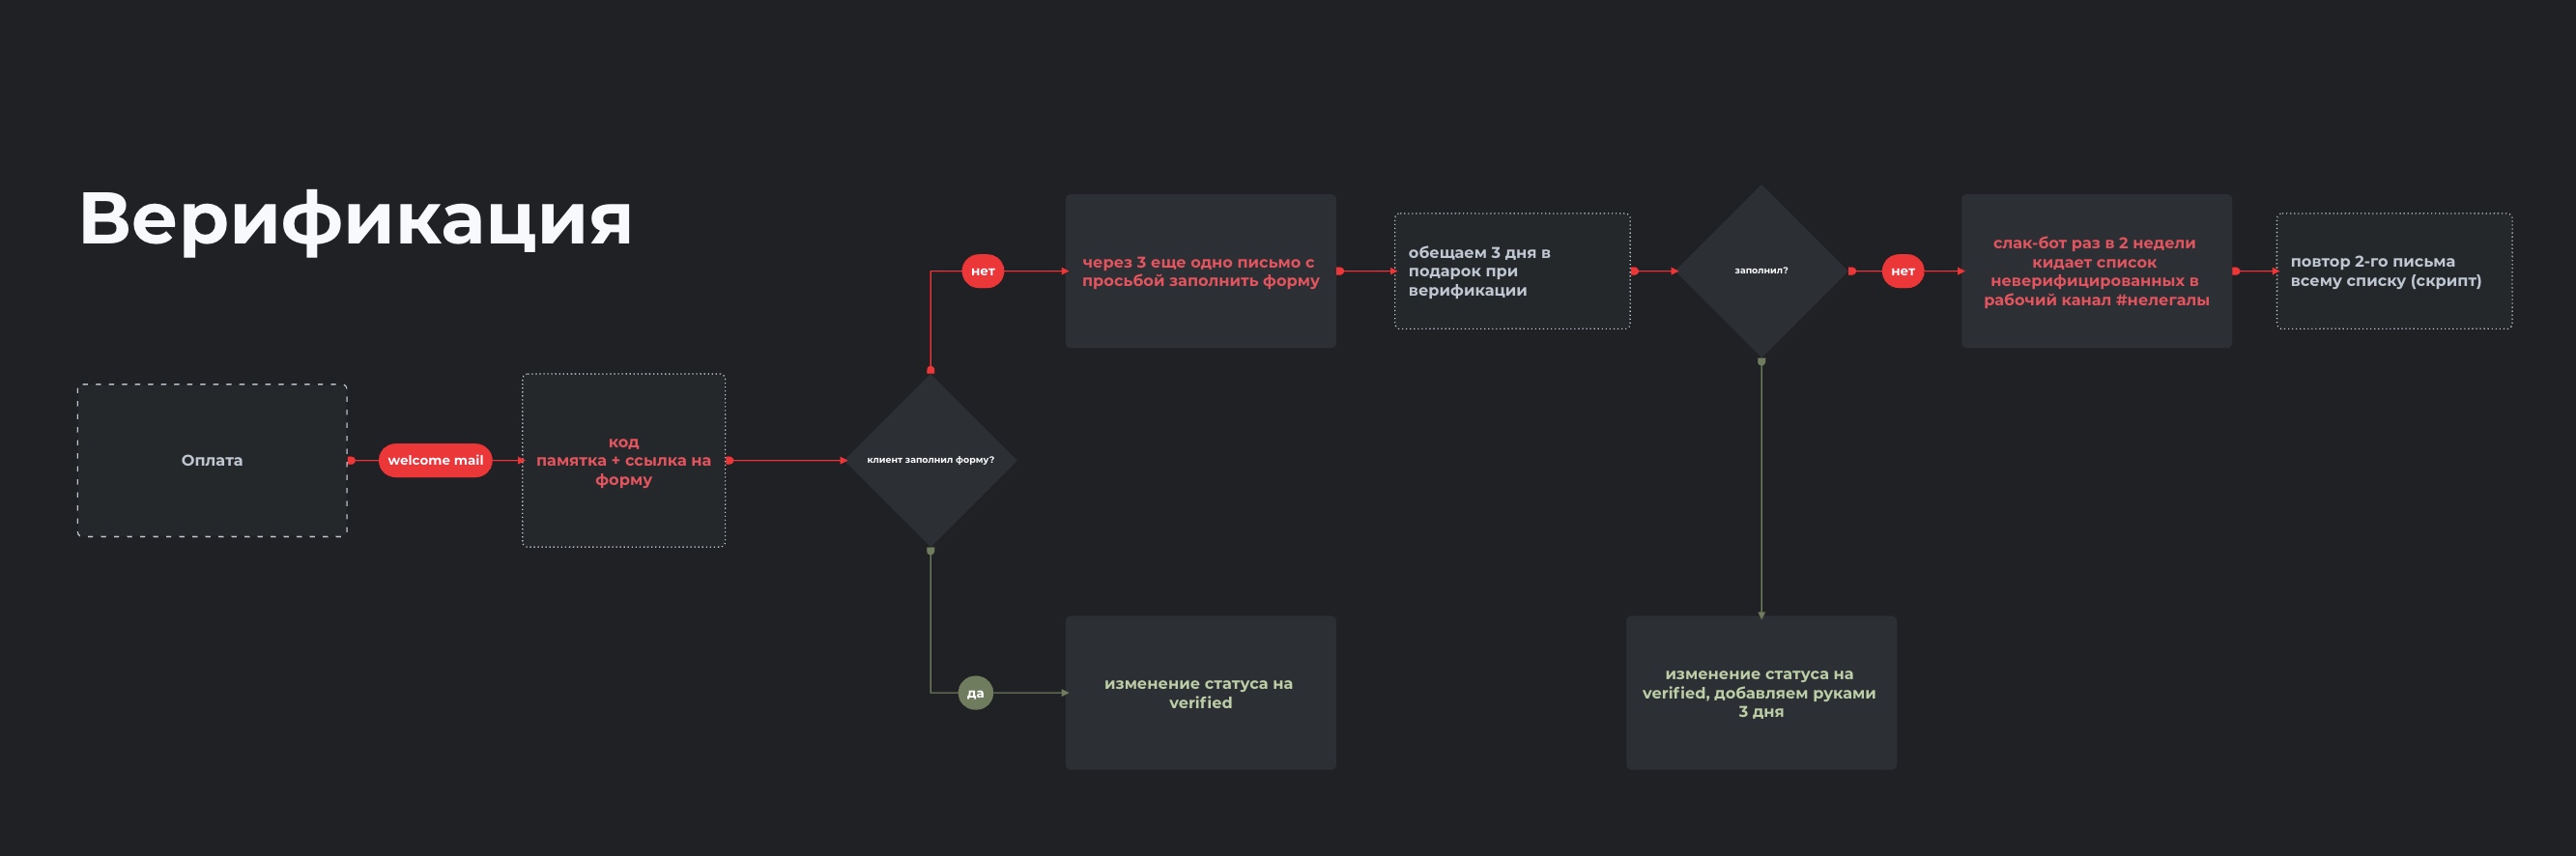 Верификация
Оплата
welcome mail
код
памятка + ссылка на
форму
клиент заполнил форму?
нет
через 3 еще одно письмо с
просьбой заполнить форму
обещаем 3 дня в
подарок при
верификации
заполнил?
нет
слак-бот раз в 2 недели
кидает список
неверифицированных в
рабочий канал #нелегалы
повтор 2-го письма
всему списку (скрипт)
да
изменение статуса на
verified
изменение статуса на
verified, добавляем руками
3 дня